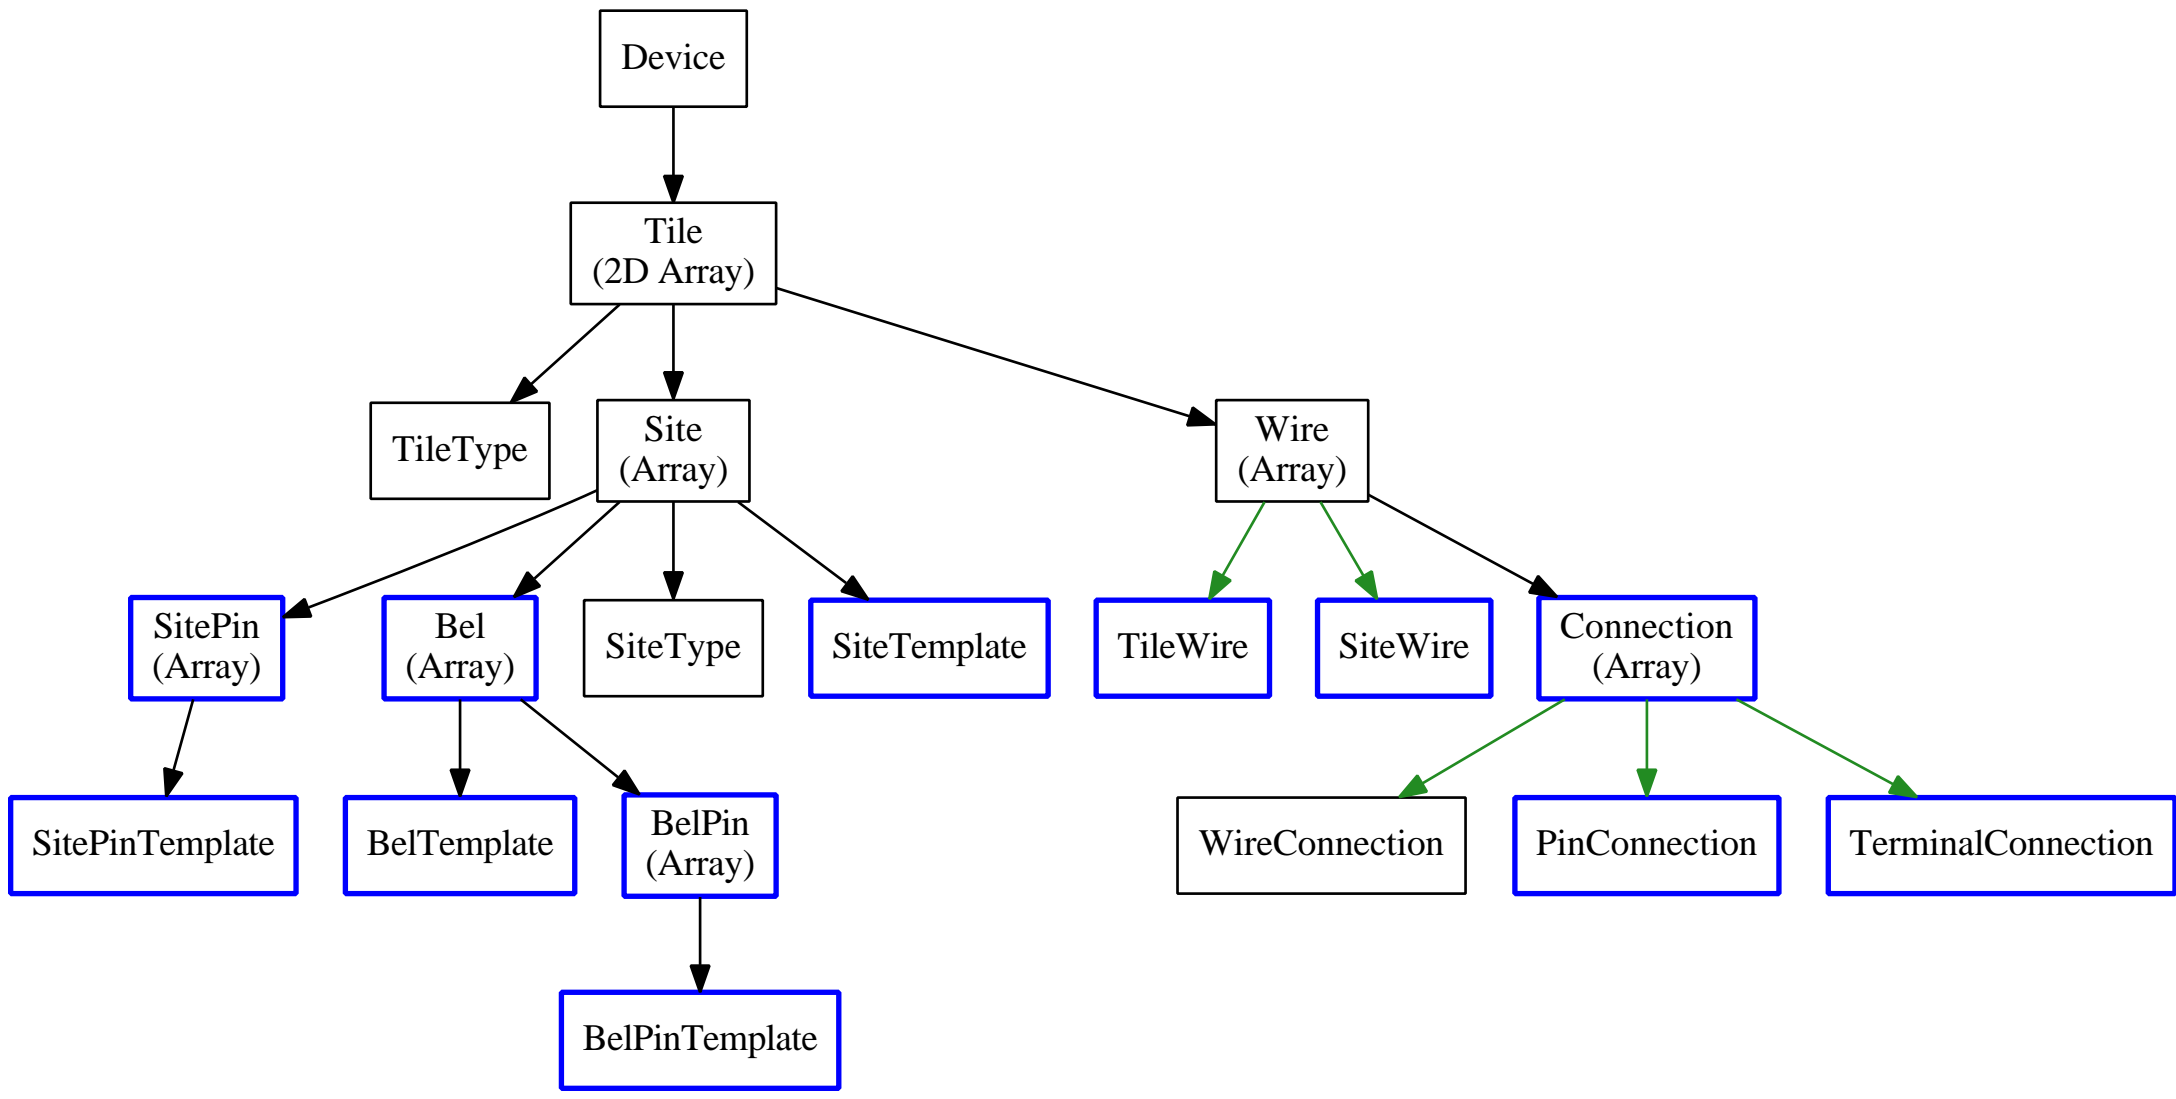 Device
Tile
(2D Array)
TileType
Site
(Array)
Wire
(Array)
SitePin
(Array)
Bel
(Array)
SiteType
SiteTemplate
TileWire
SiteWire
Connection
(Array)
SitePinTemplate
BelTemplate
BelPin
(Array)
WireConnection
PinConnection
TerminalConnection
BelPinTemplate